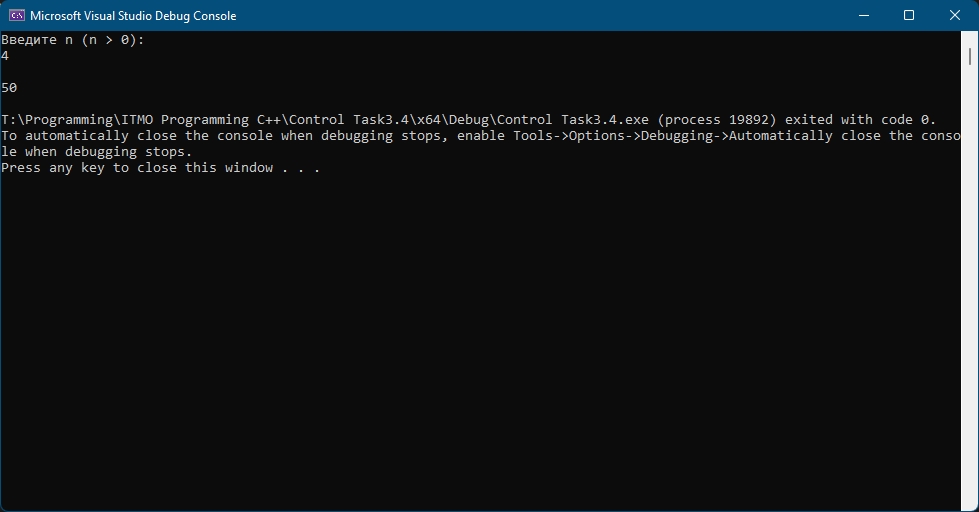 Microsoft Visual Studio Debug Console
Введите n (n > 0):
4
50
T:\Programming\ITMO Programming C++\Control Task3.4\x64\Debug\Control Task3.4.exe (process 19892) exited with code 0.
To automatically close the console when debugging stops, enable Tools->Options->Debugging->Automatically close the conso
le when debugging stops.
Press any key to close this window . . .